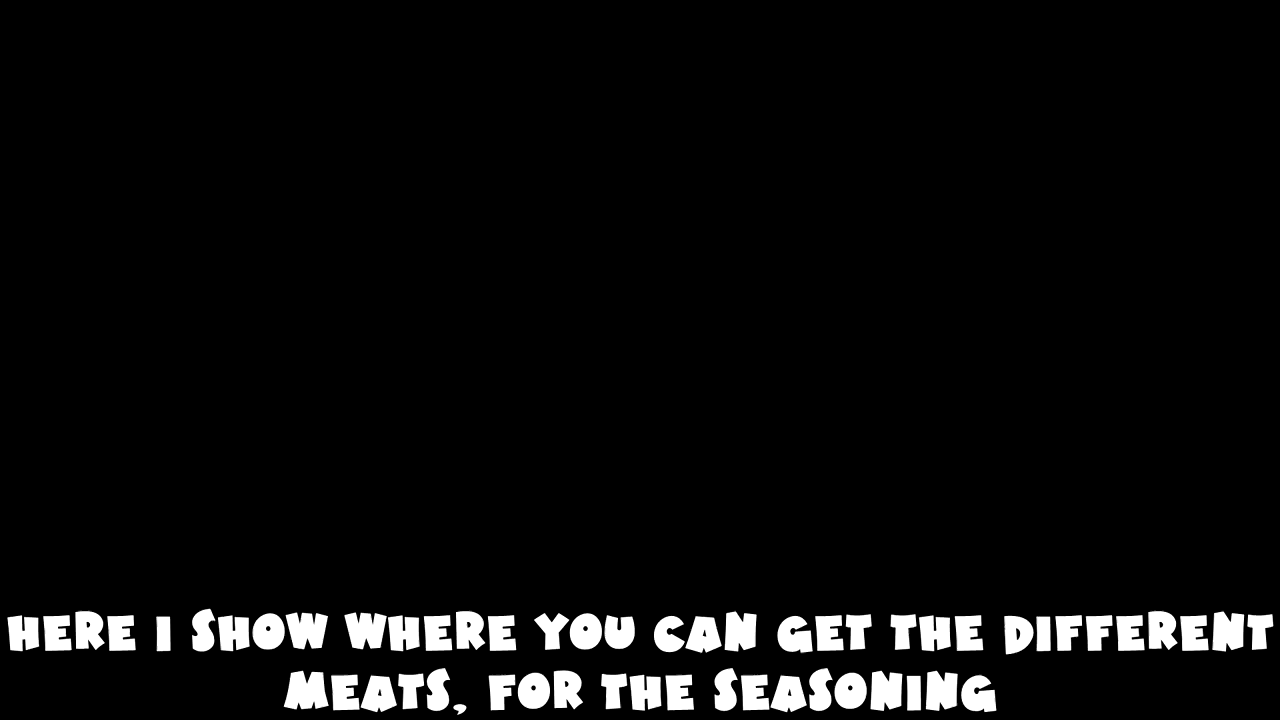 HERE I SHOW WHERE YOU CAN GET THE DIFFERENT
MEATS, FOR THE SEASONING